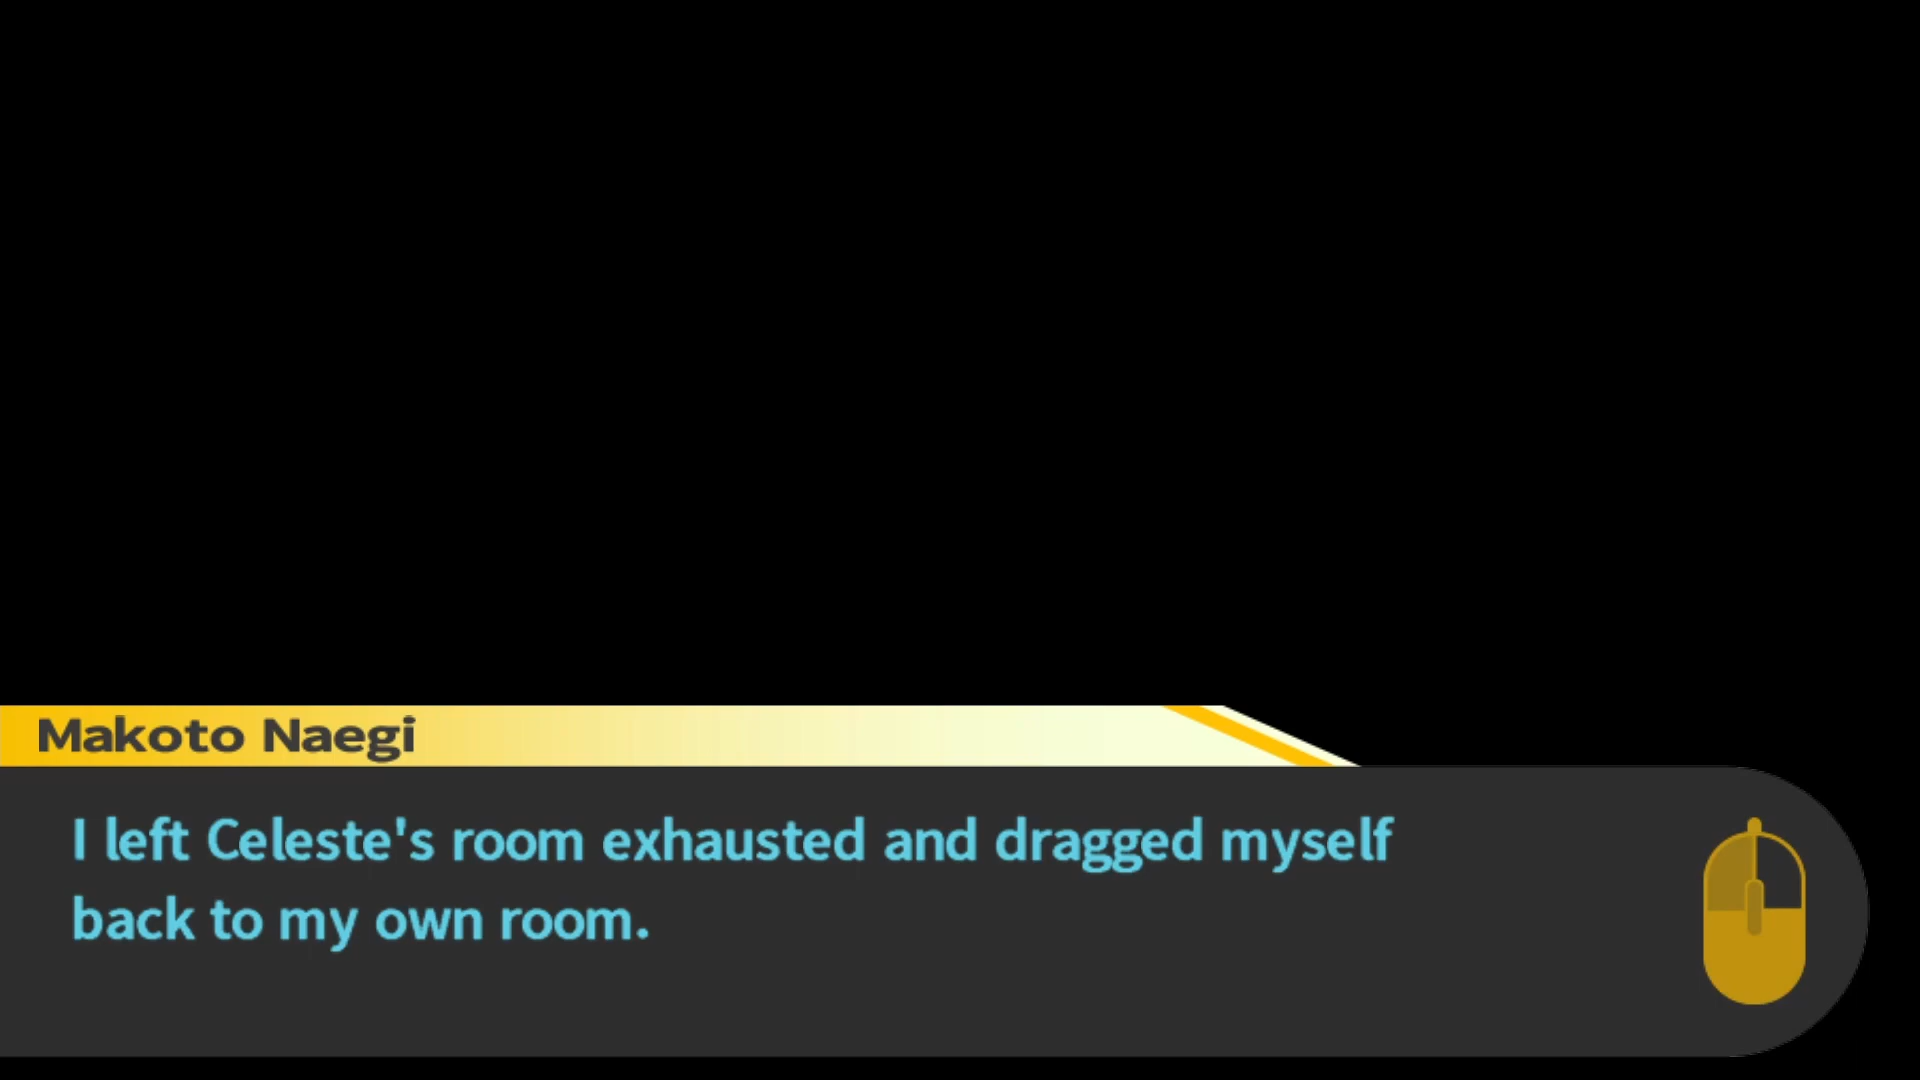 Makoto Naegi
I left Celeste's room exhausted and dragged myself
back to my own room.